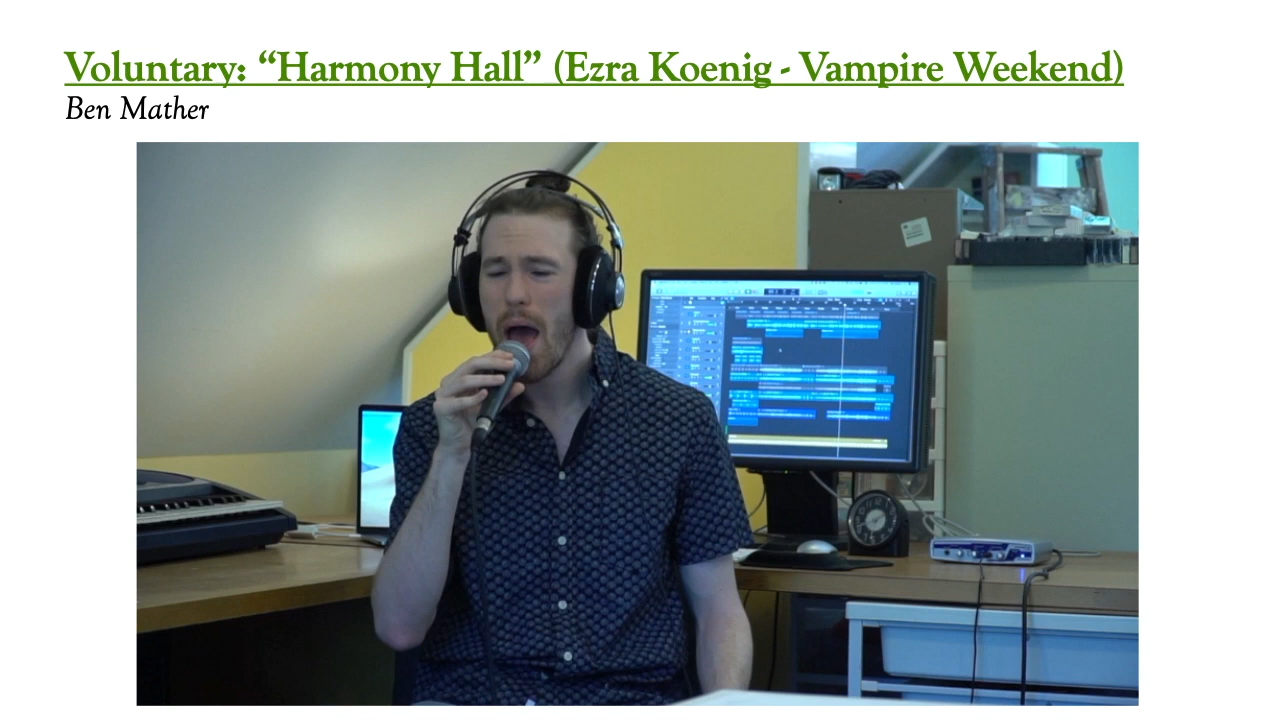 Voluntary: “Harmony Hall” (Ezra Koenig - Vampire Weekend)
Ben Mather